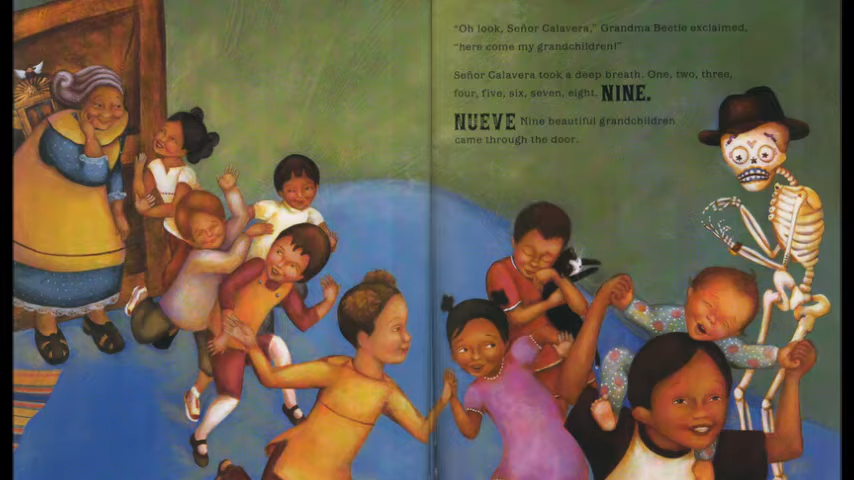 “Oh look, Señor Calavera,” Grandma Beetle exclaimed,
“here come my grandchildren!”
Señor Calavera took a deep breath. One, two, three,
four, five, six, seven, eight, NINE.
NUEVE Nine beautiful grandchildren
came through the door.